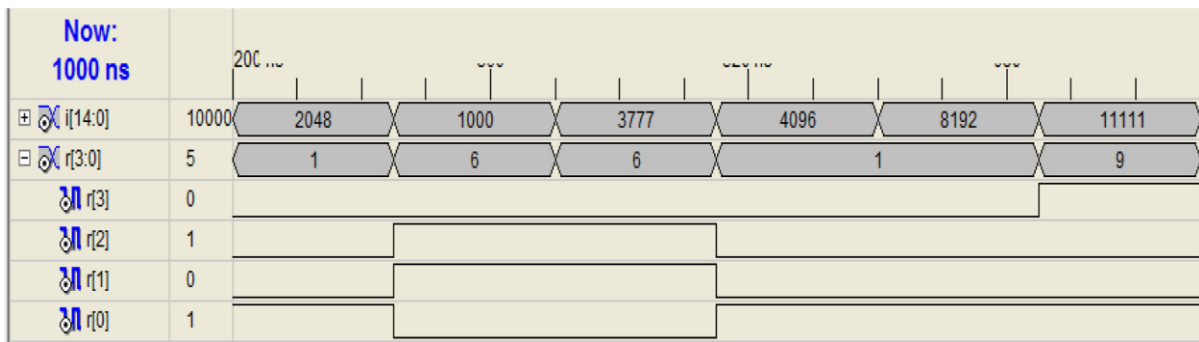 Now:
1000 ns
200
i[14:0] 10000 2048 1000 3777 4096 8192 11111
r[3:0] 5 1 6 6 1 9
r[3] 0
r[2] 1
r[1] 0
r[0] 1